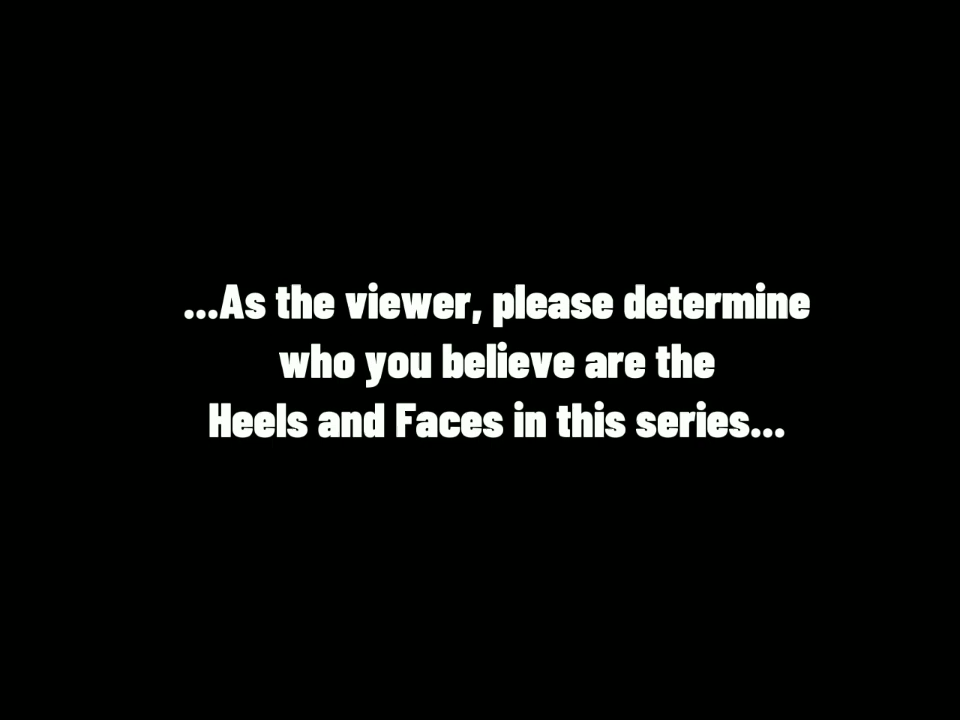 ...As the viewer, please determine
who you believe are the
Heels and Faces in this series...